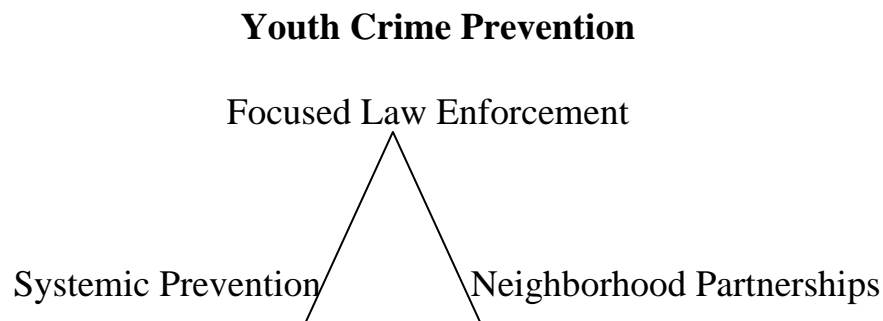 Youth Crime Prevention
Focused Law Enforcement
Systemic Prevention Neighborhood Partnerships